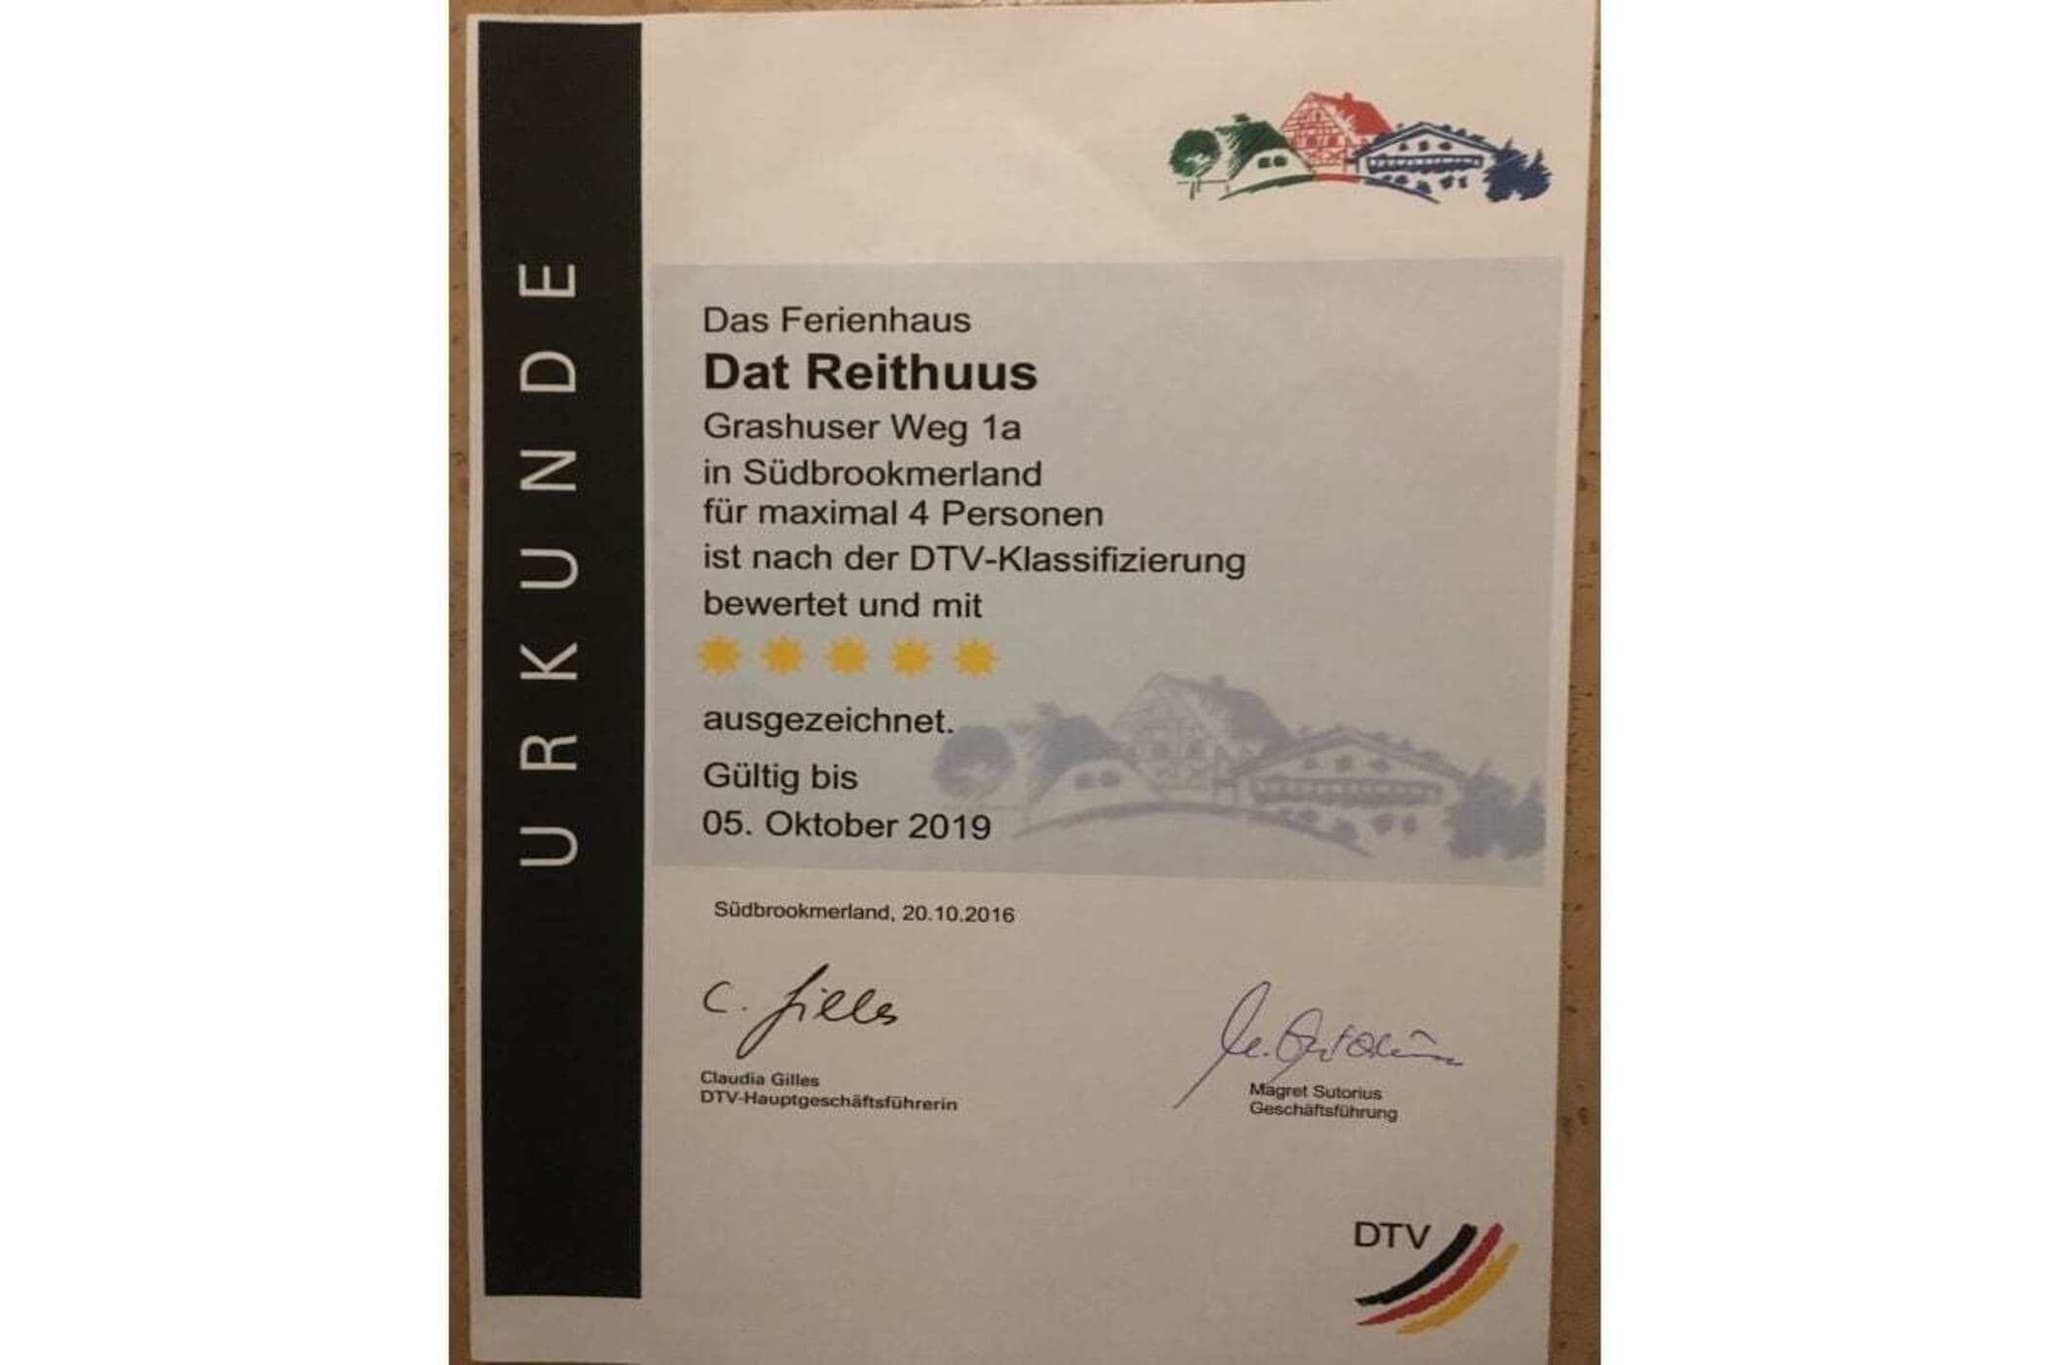 URKUNDE
Das Ferienhaus
Dat Reithuus
Grashuser Weg 1a
in Südbrookmerland
für maximal 4 Personen
ist nach der DTV-Klassifizierung
bewertet und mit
ausgezeichnet.
Gültig bis
05. Oktober 2019
Südbrookmerland, 20.10.2016
C. Gilles
Claudia Gilles
DTV-Hauptgeschäftsführerin
M. Sutorius
Magret Sutorius
Geschäftsführung
DTV